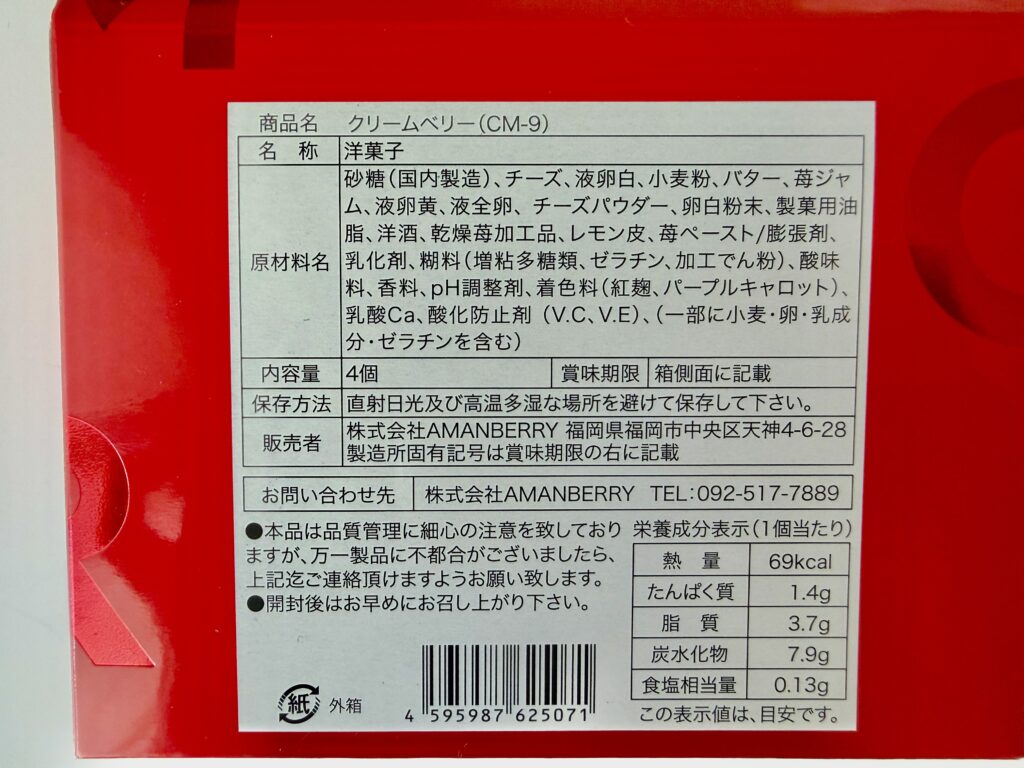 商品名 クリームベリー(CM-9)
名 称 洋菓子
原材料名
砂糖(国内製造)、チーズ、液卵白、小麦粉、バター、苺ジャ
ム、液卵黄、液全卵、チーズパウダー、卵白粉末、製菓用油
脂、洋酒、乾燥苺加工品、レモン皮、苺ペースト/膨張剤、
乳化剤、糊料(増粘多糖類、ゼラチン、加工でん粉)、酸味
料、香料、pH調整剤、着色料(紅麹、パープルキャロット)、
乳酸Ca、酸化防止剤(V.C、V.E)、(一部に小麦・卵・乳成
分・ゼラチンを含む)
内容量 4個 賞味期限 箱側面に記載
保存方法 直射日光及び高温多湿な場所を避けて保存して下さい。
販売者
株式会社AMANBERRY 福岡県福岡市中央区天神4-6-28
製造所固有記号は賞味期限の右に記載
お問い合わせ先 株式会社AMANBERRY TEL:092-517-7889
●本品は品質管理に細心の注意を致しており
ますが、万一製品に不都合がございましたら、
上記迄ご連絡頂けますようお願い致します。
●開封後はお早めにお召し上がり下さい。
栄養成分表示(1個当たり)
熱 量 69kcal
たんぱく質 1.4g
脂 質 3.7g
炭水化物 7.9g
食塩相当量 0.13g
この表示値は、目安です。
紙 外箱
4 595987 625071
R